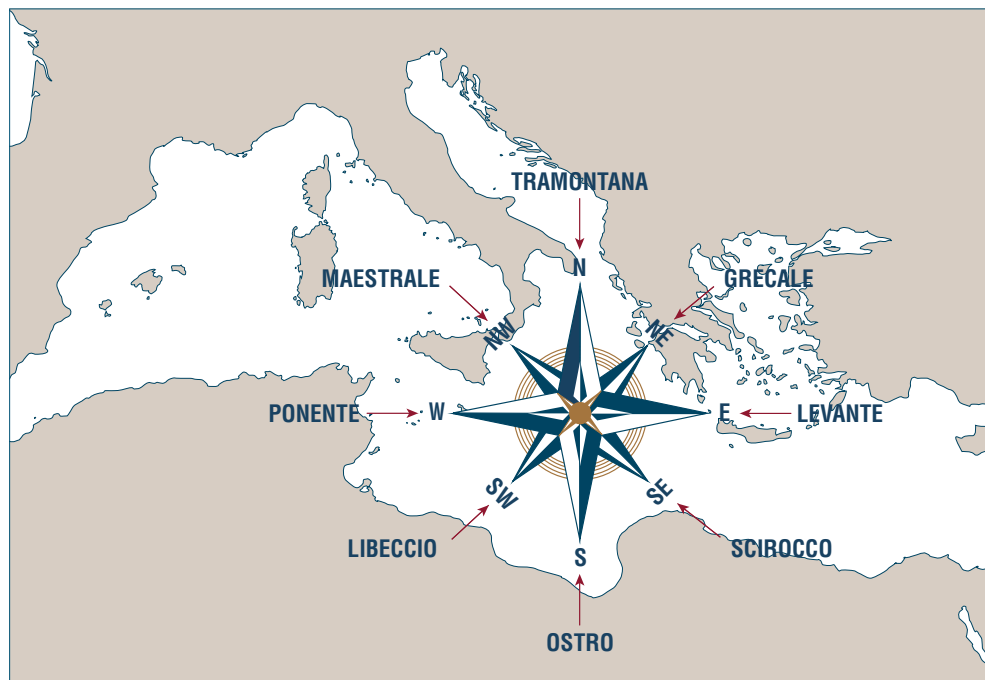 TRAMONTANA
N
MAESTRALE
GRECALE
NW
NE
PONENTE
W
E
LEVANTE
SW
SE
LIBECCIO
SCIROCCO
S
OSTRO